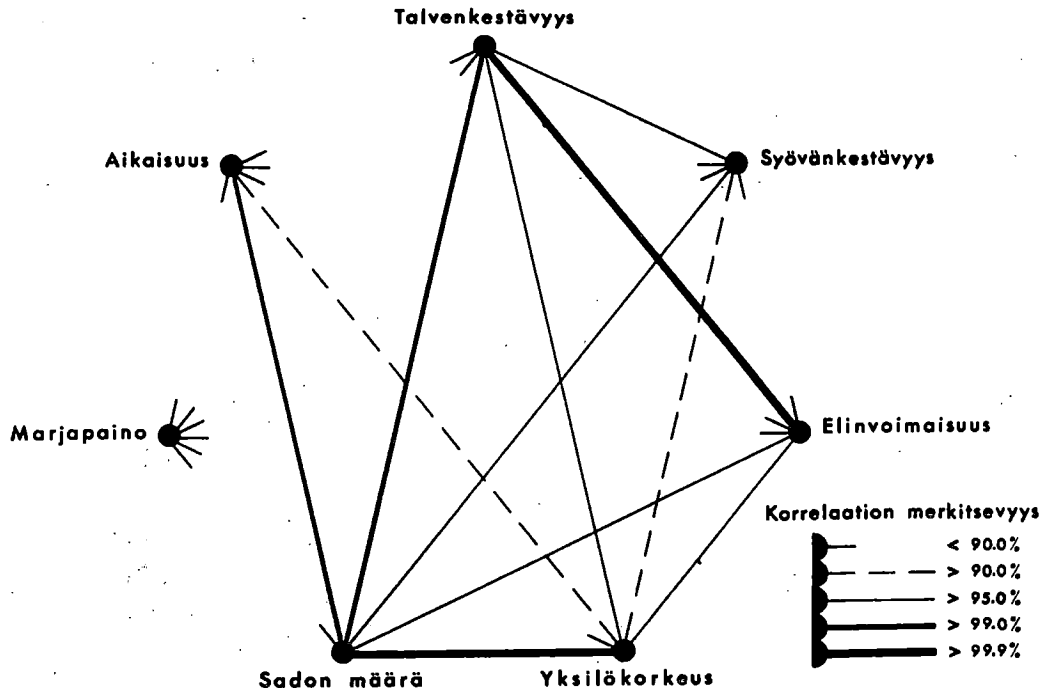 Talvenkestävyys
Aikaisuus
Syövänkestävyys
Marjapaino
Elinvoimaisuus
Korrelaation merkitsevyys
< 90.0%
> 90.0%
> 95.0%
> 99.0%
> 99.9%
Sadon määrä
Yksilökorkeus